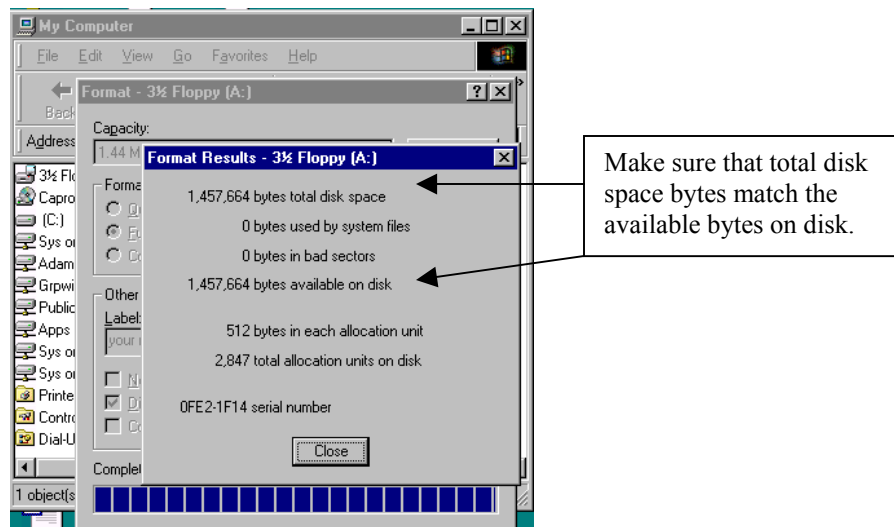 My Computer
File Edit View Go Favorites Help
Back
Format - 3½ Floppy (A:)
Address
Capacity:
1.44 M
Format Results - 3½ Floppy (A:)
3½ Flo
Capro
(C:)
Sys or
Adam
Grpwi
Public
Apps
Sys or
Sys or
Printe
Contro
Dial-U
Forma
1,457,664 bytes total disk space
0 bytes used by system files
0 bytes in bad sectors
1,457,664 bytes available on disk
Other
Label:
your
512 bytes in each allocation unit
2,847 total allocation units on disk
0FE2-1F14 serial number
Close
Complet
1 object(s
Make sure that total disk
space bytes match the
available bytes on disk.